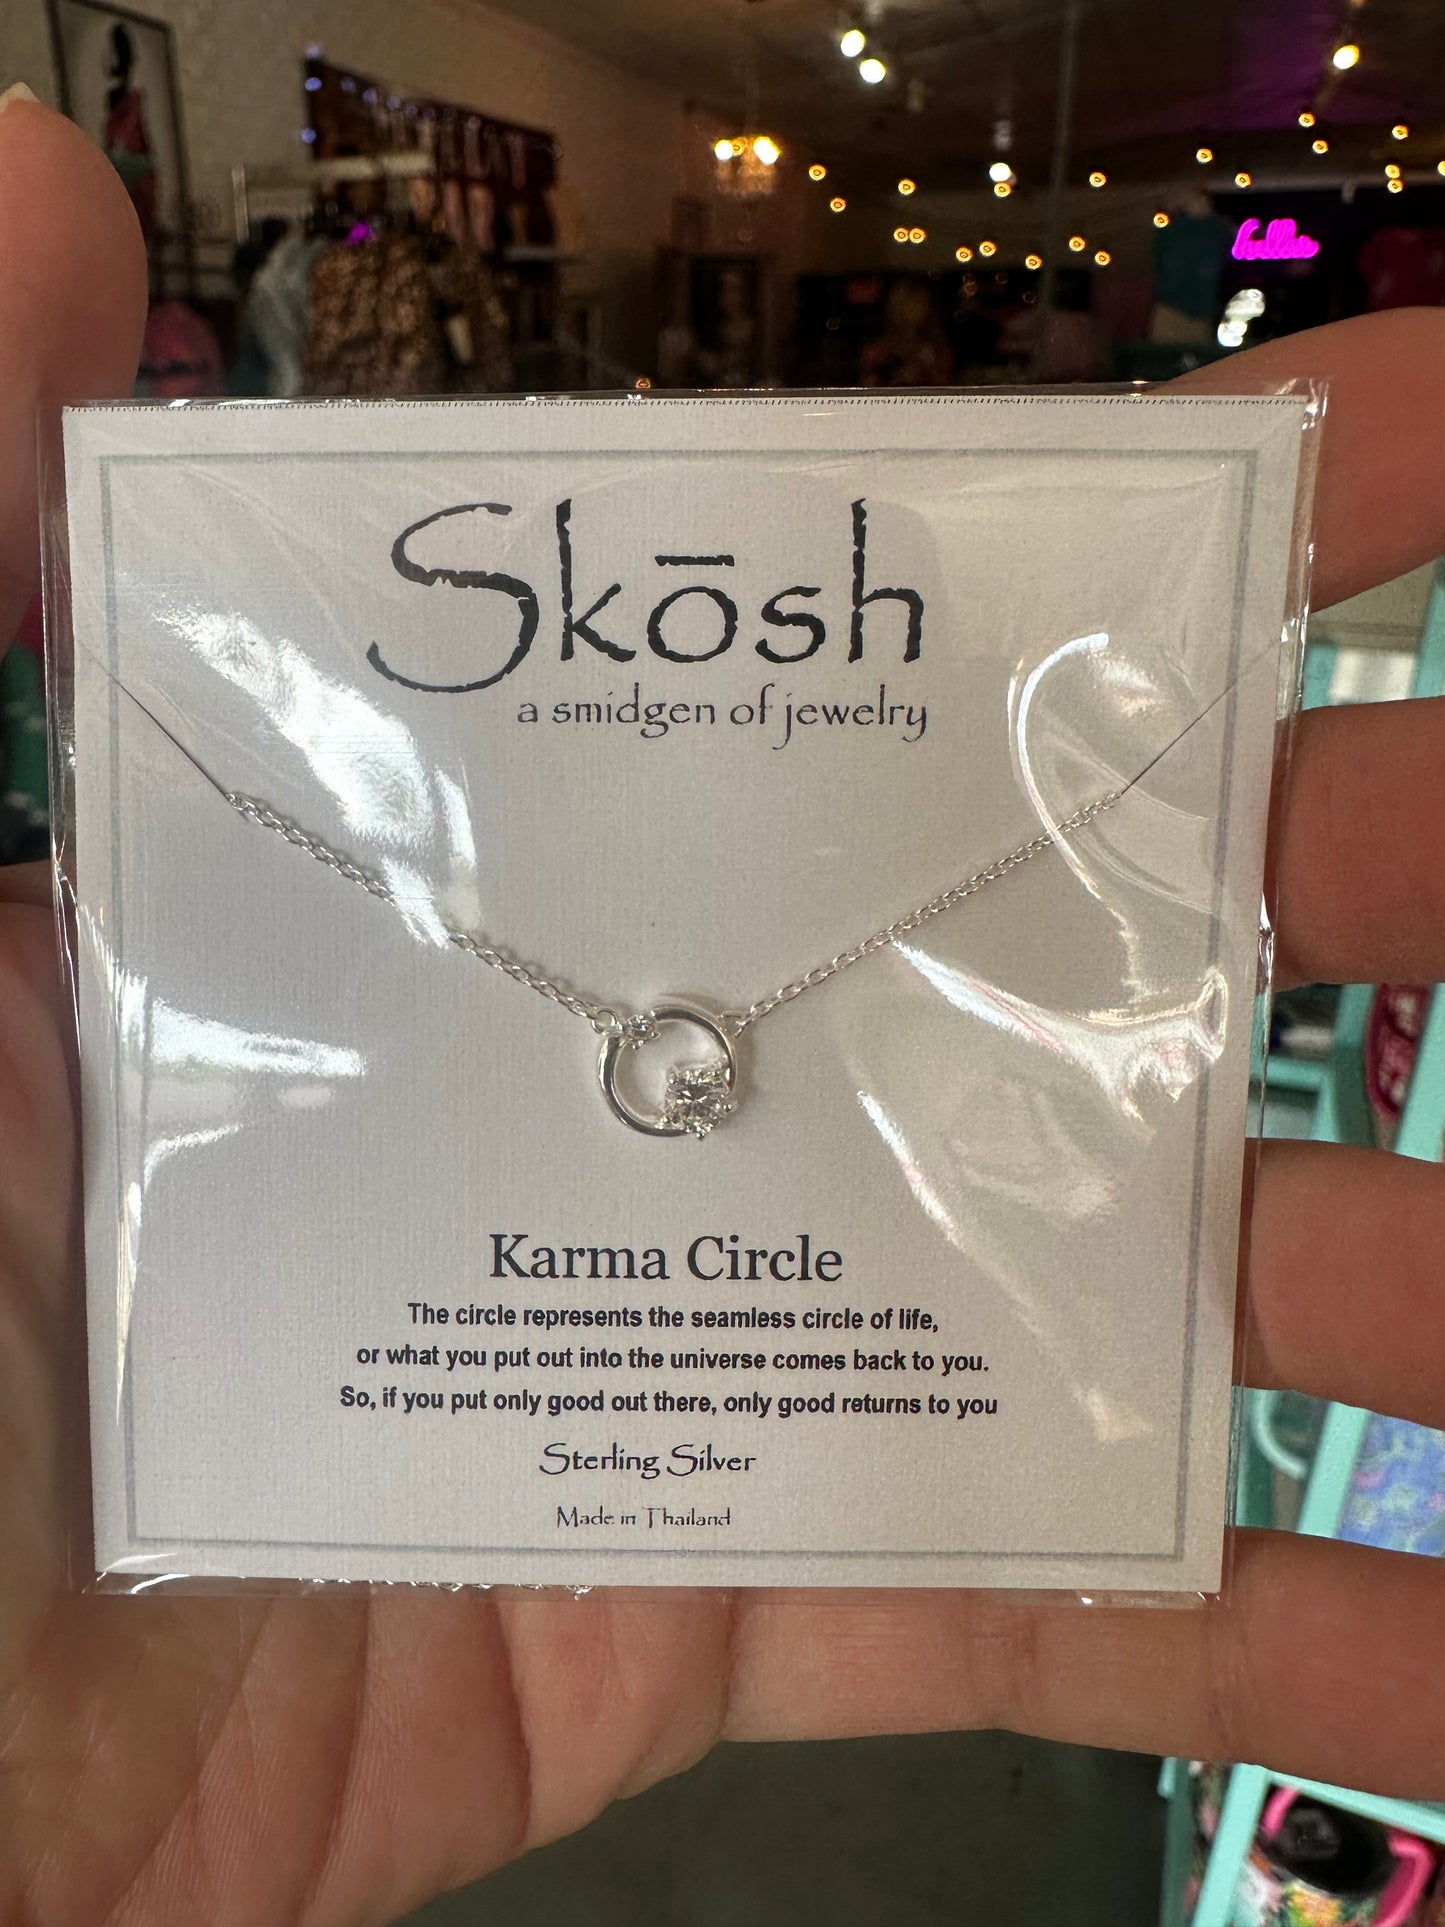 Skōsh
a smidgen of jewelry
Karma Circle
The circle represents the seamless circle of life,
or what you put out into the universe comes back to you.
So, if you put only good out there, only good returns to you
Sterling Silver
Made in Thailand